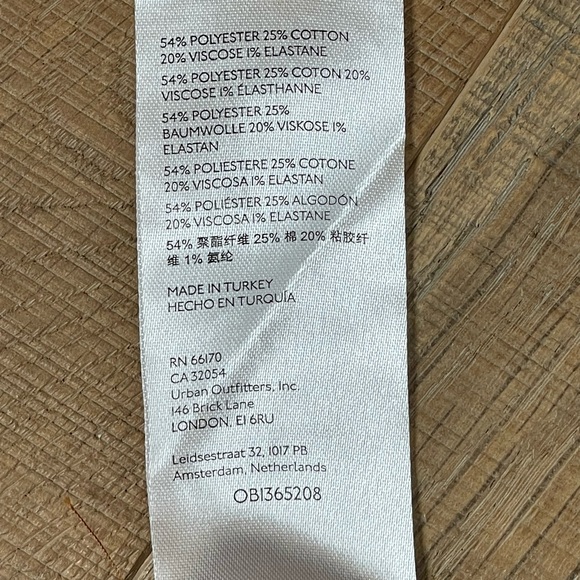 54% POLYESTER 25% COTTON
20% VISCOSE 1% ELASTANE
54% POLYESTER 25% COTON 20%
VISCOSE 1% ÉLASTHANNE
54% POLYESTER 25%
BAUMWOLLE 20% VISKOSE 1%
ELASTAN
54% POLIESTERE 25% COTONE
20% VISCOSA 1% ELASTAN
54% POLIÉSTER 25% ALGODÓN
20% VISCOSA 1% ELASTANE
54% 聚酯纤维 25% 棉 20% 粘胶纤
维 1% 氨纶
MADE IN TURKEY
HECHO EN TURQUÍA
RN 66170
CA 32054
Urban Outfitters, Inc.
146 Brick Lane
LONDON, E1 6RU
Leidsestraat 32, 1017 PB
Amsterdam, Netherlands
OB1365208